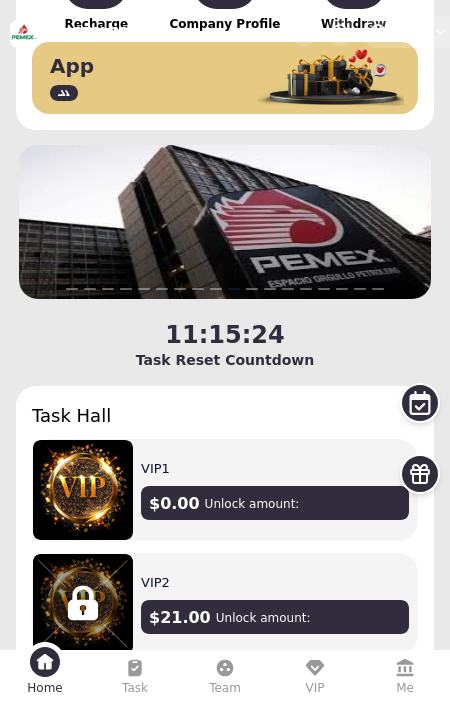 Recharge
Company Profile
Withdraw
PEMEX
App
PEMEX
ESPACIO ORGULLO PETROLERO
11:15:24
Task Reset Countdown
Task Hall
VIP
VIP1
$0.00 Unlock amount:
VIP
VIP2
$21.00 Unlock amount:
Home
Task
Team
VIP
Me